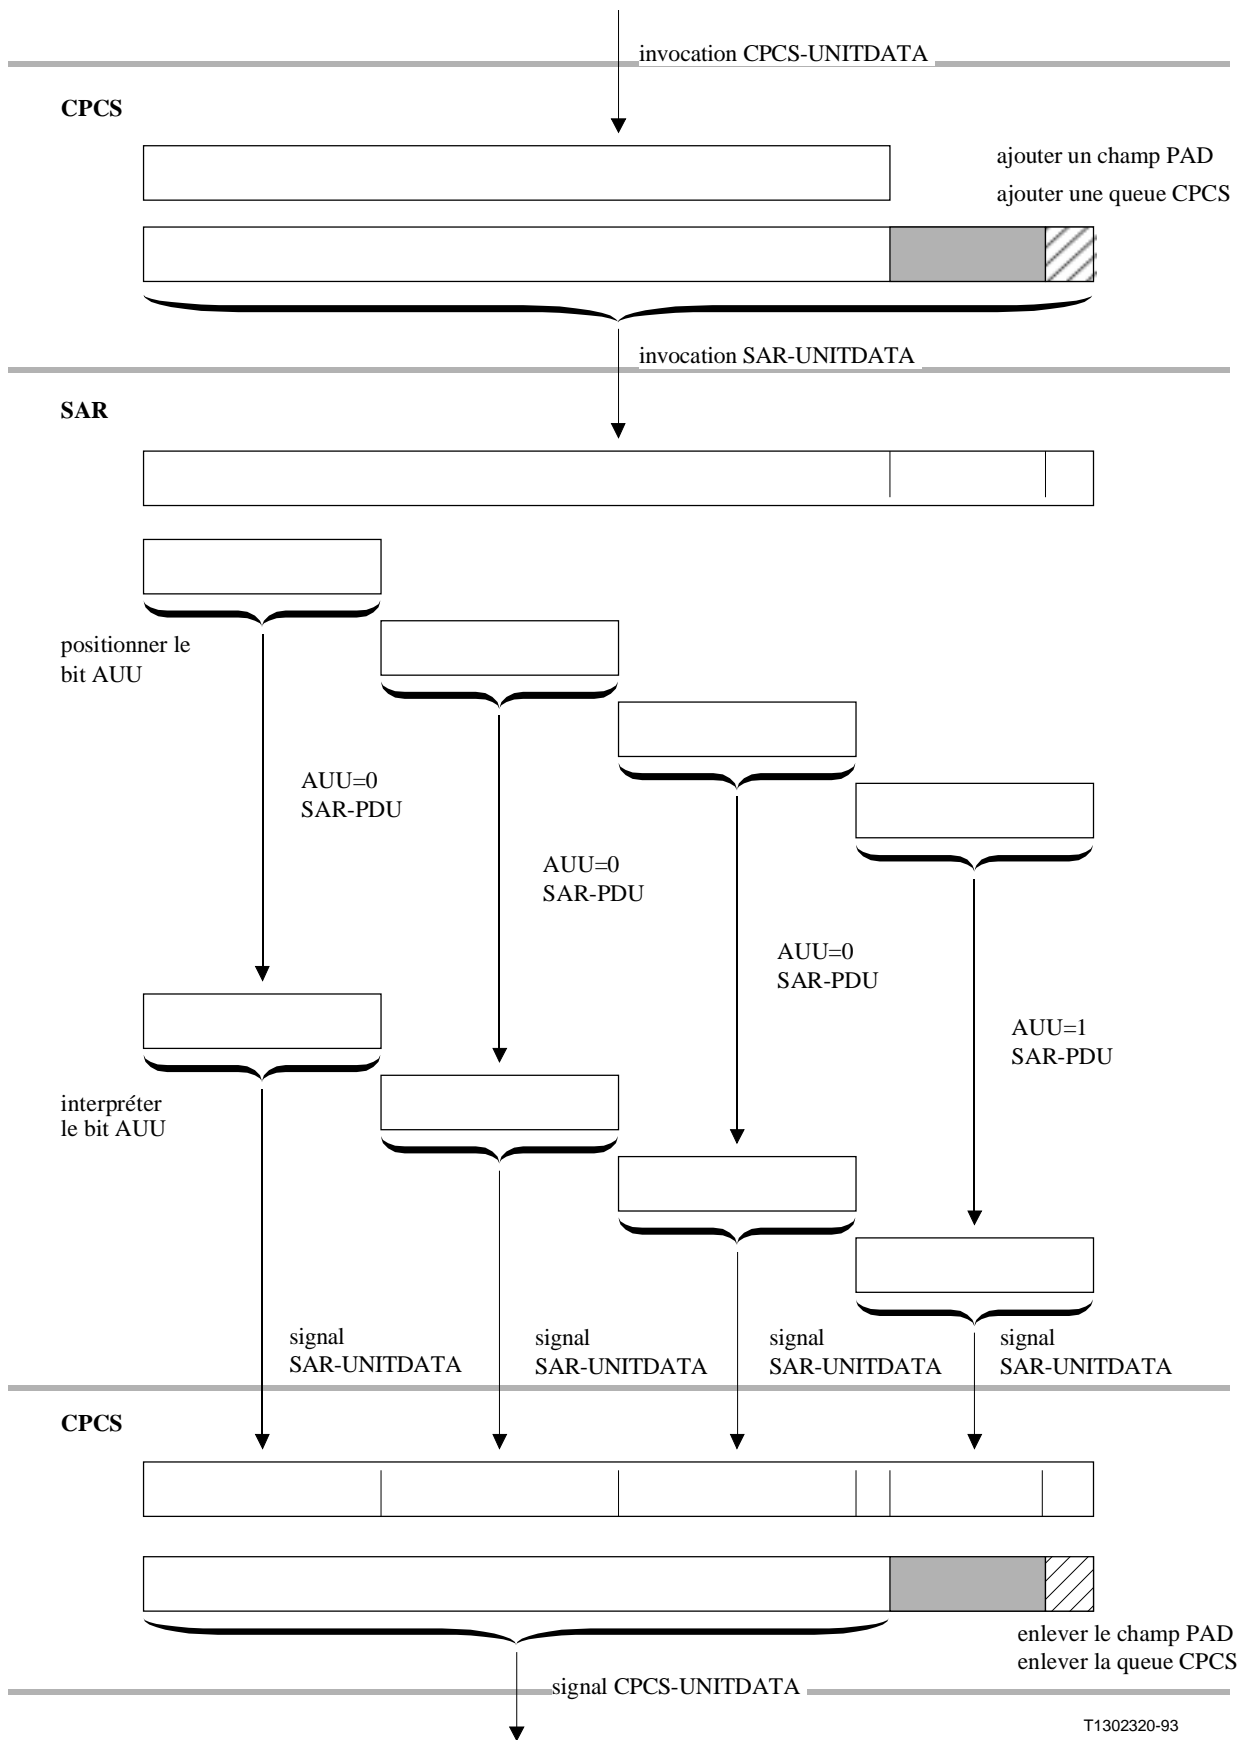 invocation CPCS-UNITDATA
CPCS
ajouter un champ PAD
ajouter une queue CPCS
invocation SAR-UNITDATA
SAR
positionner le
bit AUU
AUU=0
SAR-PDU
AUU=0
SAR-PDU
AUU=0
SAR-PDU
AUU=1
SAR-PDU
interpréter
le bit AUU
signal
SAR-UNITDATA
signal
SAR-UNITDATA
signal
SAR-UNITDATA
signal
SAR-UNITDATA
CPCS
enlever le champ PAD
enlever la queue CPCS
signal CPCS-UNITDATA
T1302320-93